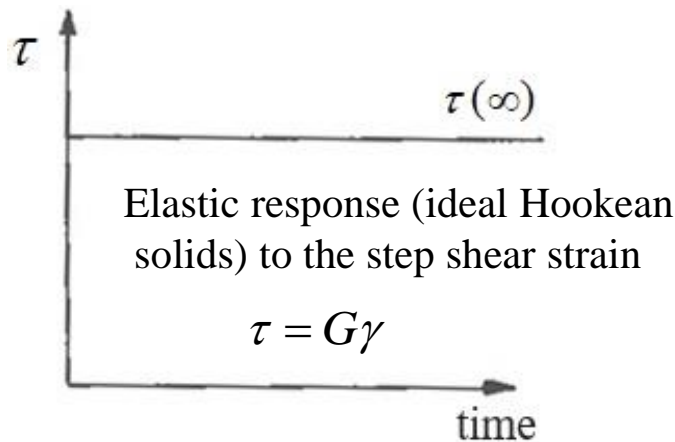 τ
τ(∞)
Elastic response (ideal Hookean
solids) to the step shear strain
τ = Gγ
time